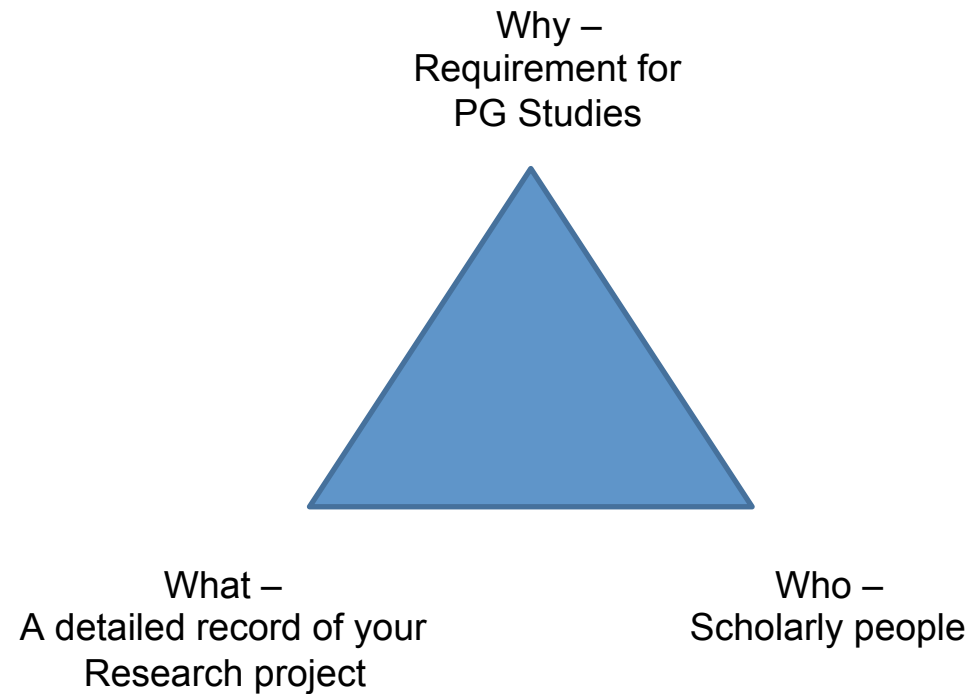 Why –
Requirement for
PG Studies
What –
A detailed record of your
Research project
Who –
Scholarly people